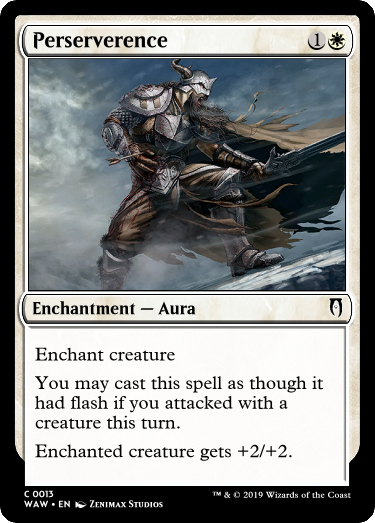 Perserverence 1
Enchantment — Aura
Enchant creature
You may cast this spell as though it
had flash if you attacked with a
creature this turn.
Enchanted creature gets +2/+2.
C 0013
WAW • EN ZENIMAX STUDIOS
™ & © 2019 Wizards of the Coast